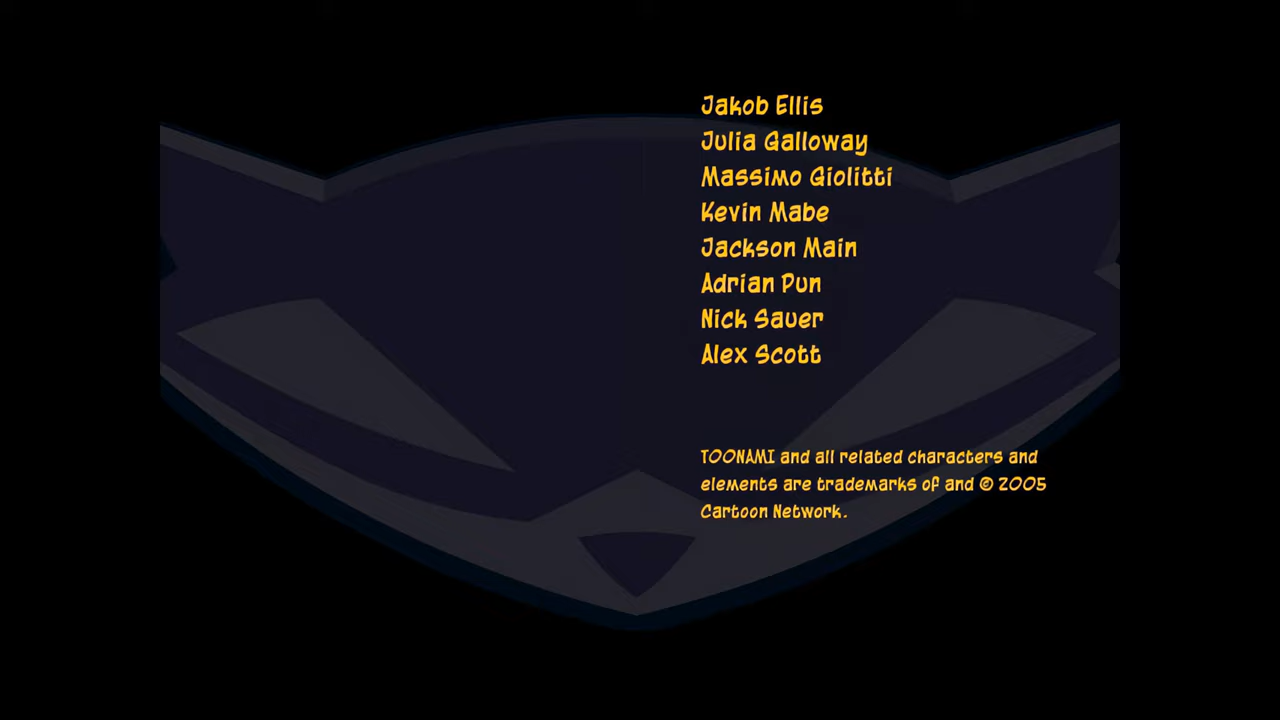 Jakob Ellis
Julia Galloway
Massimo Giolitti
Kevin Mabe
Jackson Main
Adrian Pun
Nick Sauer
Alex Scott
TOONAMI and all related characters and
elements are trademarks of and © 2005
Cartoon Network.